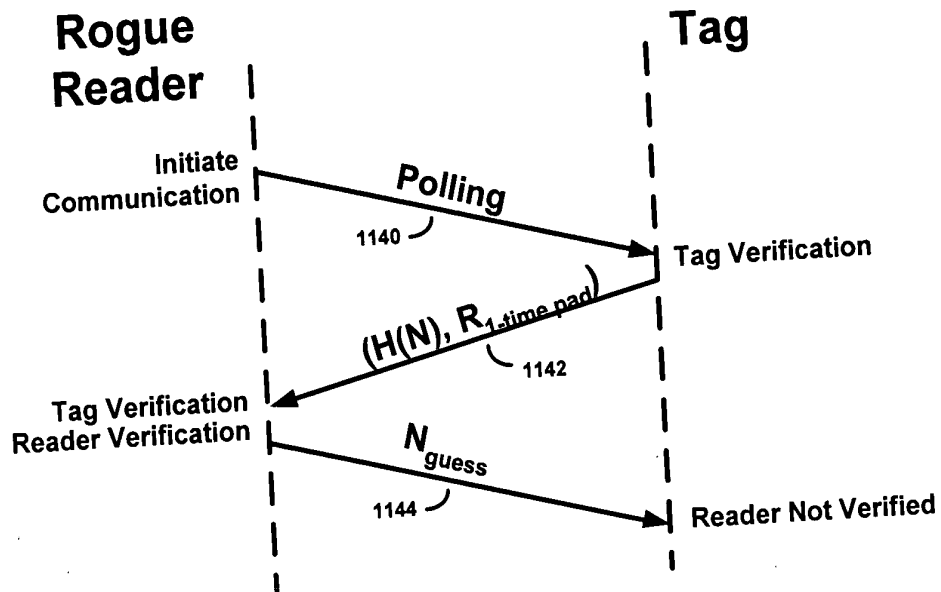 Rogue
Reader
Tag
Initiate
Communication
Polling
1140
Tag Verification
(H(N), R1-time pad)
1142
Tag Verification
Reader Verification
Nguess
1144
Reader Not Verified